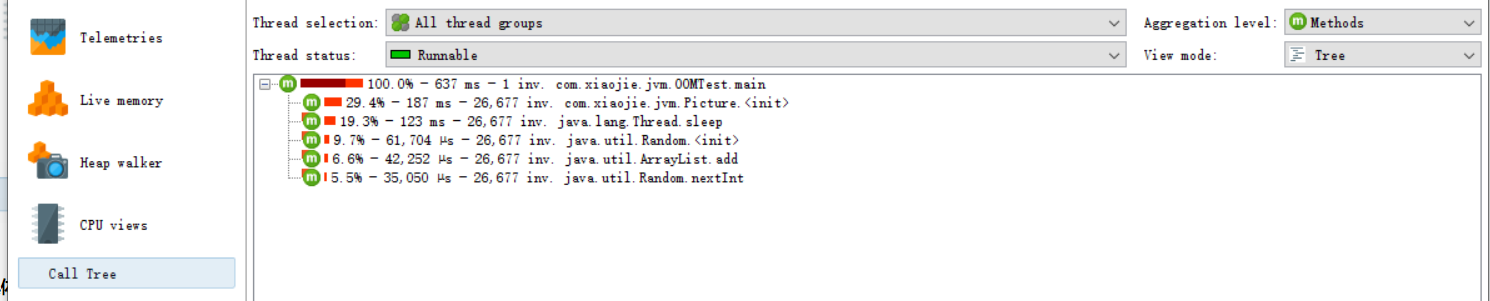 Telemetries
Live memory
Heap walker
CPU views
Call Tree
Thread selection: All thread groups Aggregation level: Methods
Thread status: Runnable View mode: Tree
100.0% - 637 ms - 1 inv. com.xiaojie.jvm.OOMTest.main
29.4% - 187 ms - 26,677 inv. com.xiaojie.jvm.Picture.<init>
19.3% - 123 ms - 26,677 inv. java.lang.Thread.sleep
9.7% - 61,704 μs - 26,677 inv. java.util.Random.<init>
6.6% - 42,252 μs - 26,677 inv. java.util.ArrayList.add
5.5% - 35,050 μs - 26,677 inv. java.util.Random.nextInt